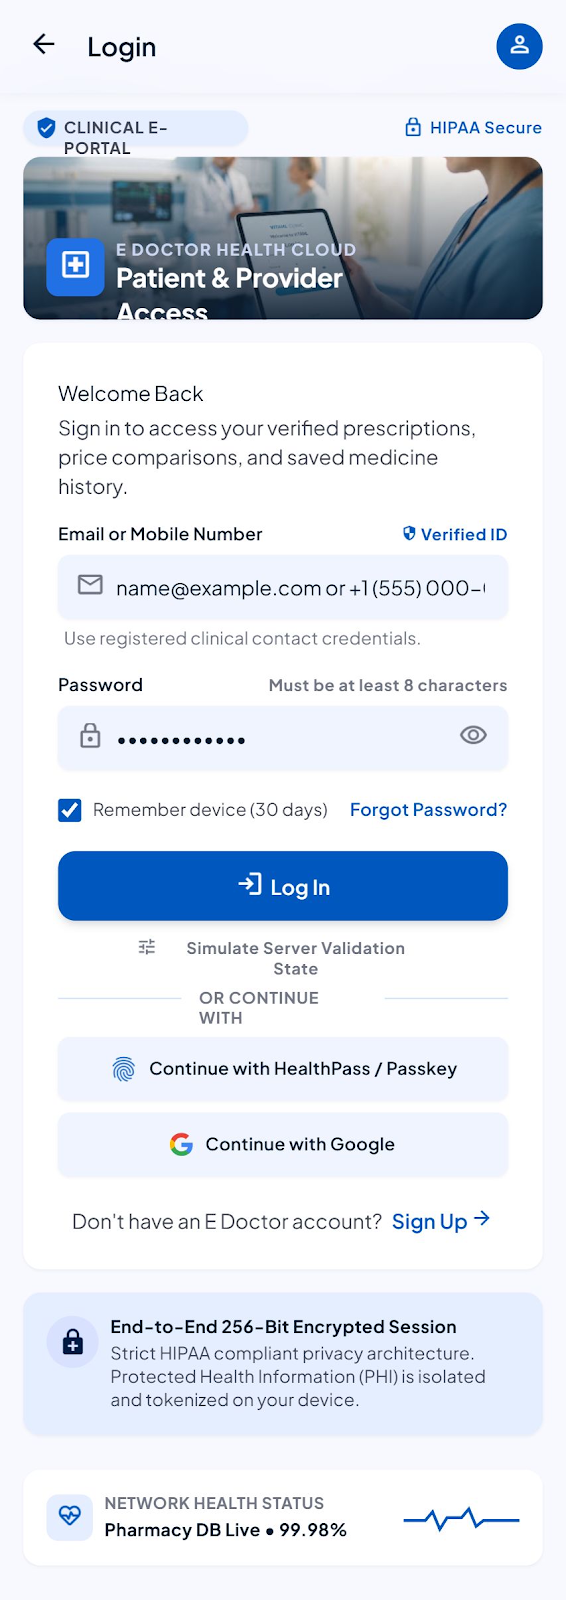 Login
CLINICAL E-
PORTAL
HIPAA Secure
E DOCTOR HEALTH CLOUD
Patient & Provider
Access
Welcome Back
Sign in to access your verified prescriptions,
price comparisons, and saved medicine
history.
Email or Mobile Number
Verified ID
name@example.com or +1 (555) 000-
Use registered clinical contact credentials.
Password
Must be at least 8 characters
••••••••••••
Remember device (30 days)
Forgot Password?
Log In
Simulate Server Validation
State
OR CONTINUE
WITH
Continue with HealthPass / Passkey
Continue with Google
Don't have an E Doctor account? Sign Up
End-to-End 256-Bit Encrypted Session
Strict HIPAA compliant privacy architecture.
Protected Health Information (PHI) is isolated
and tokenized on your device.
NETWORK HEALTH STATUS
Pharmacy DB Live • 99.98%